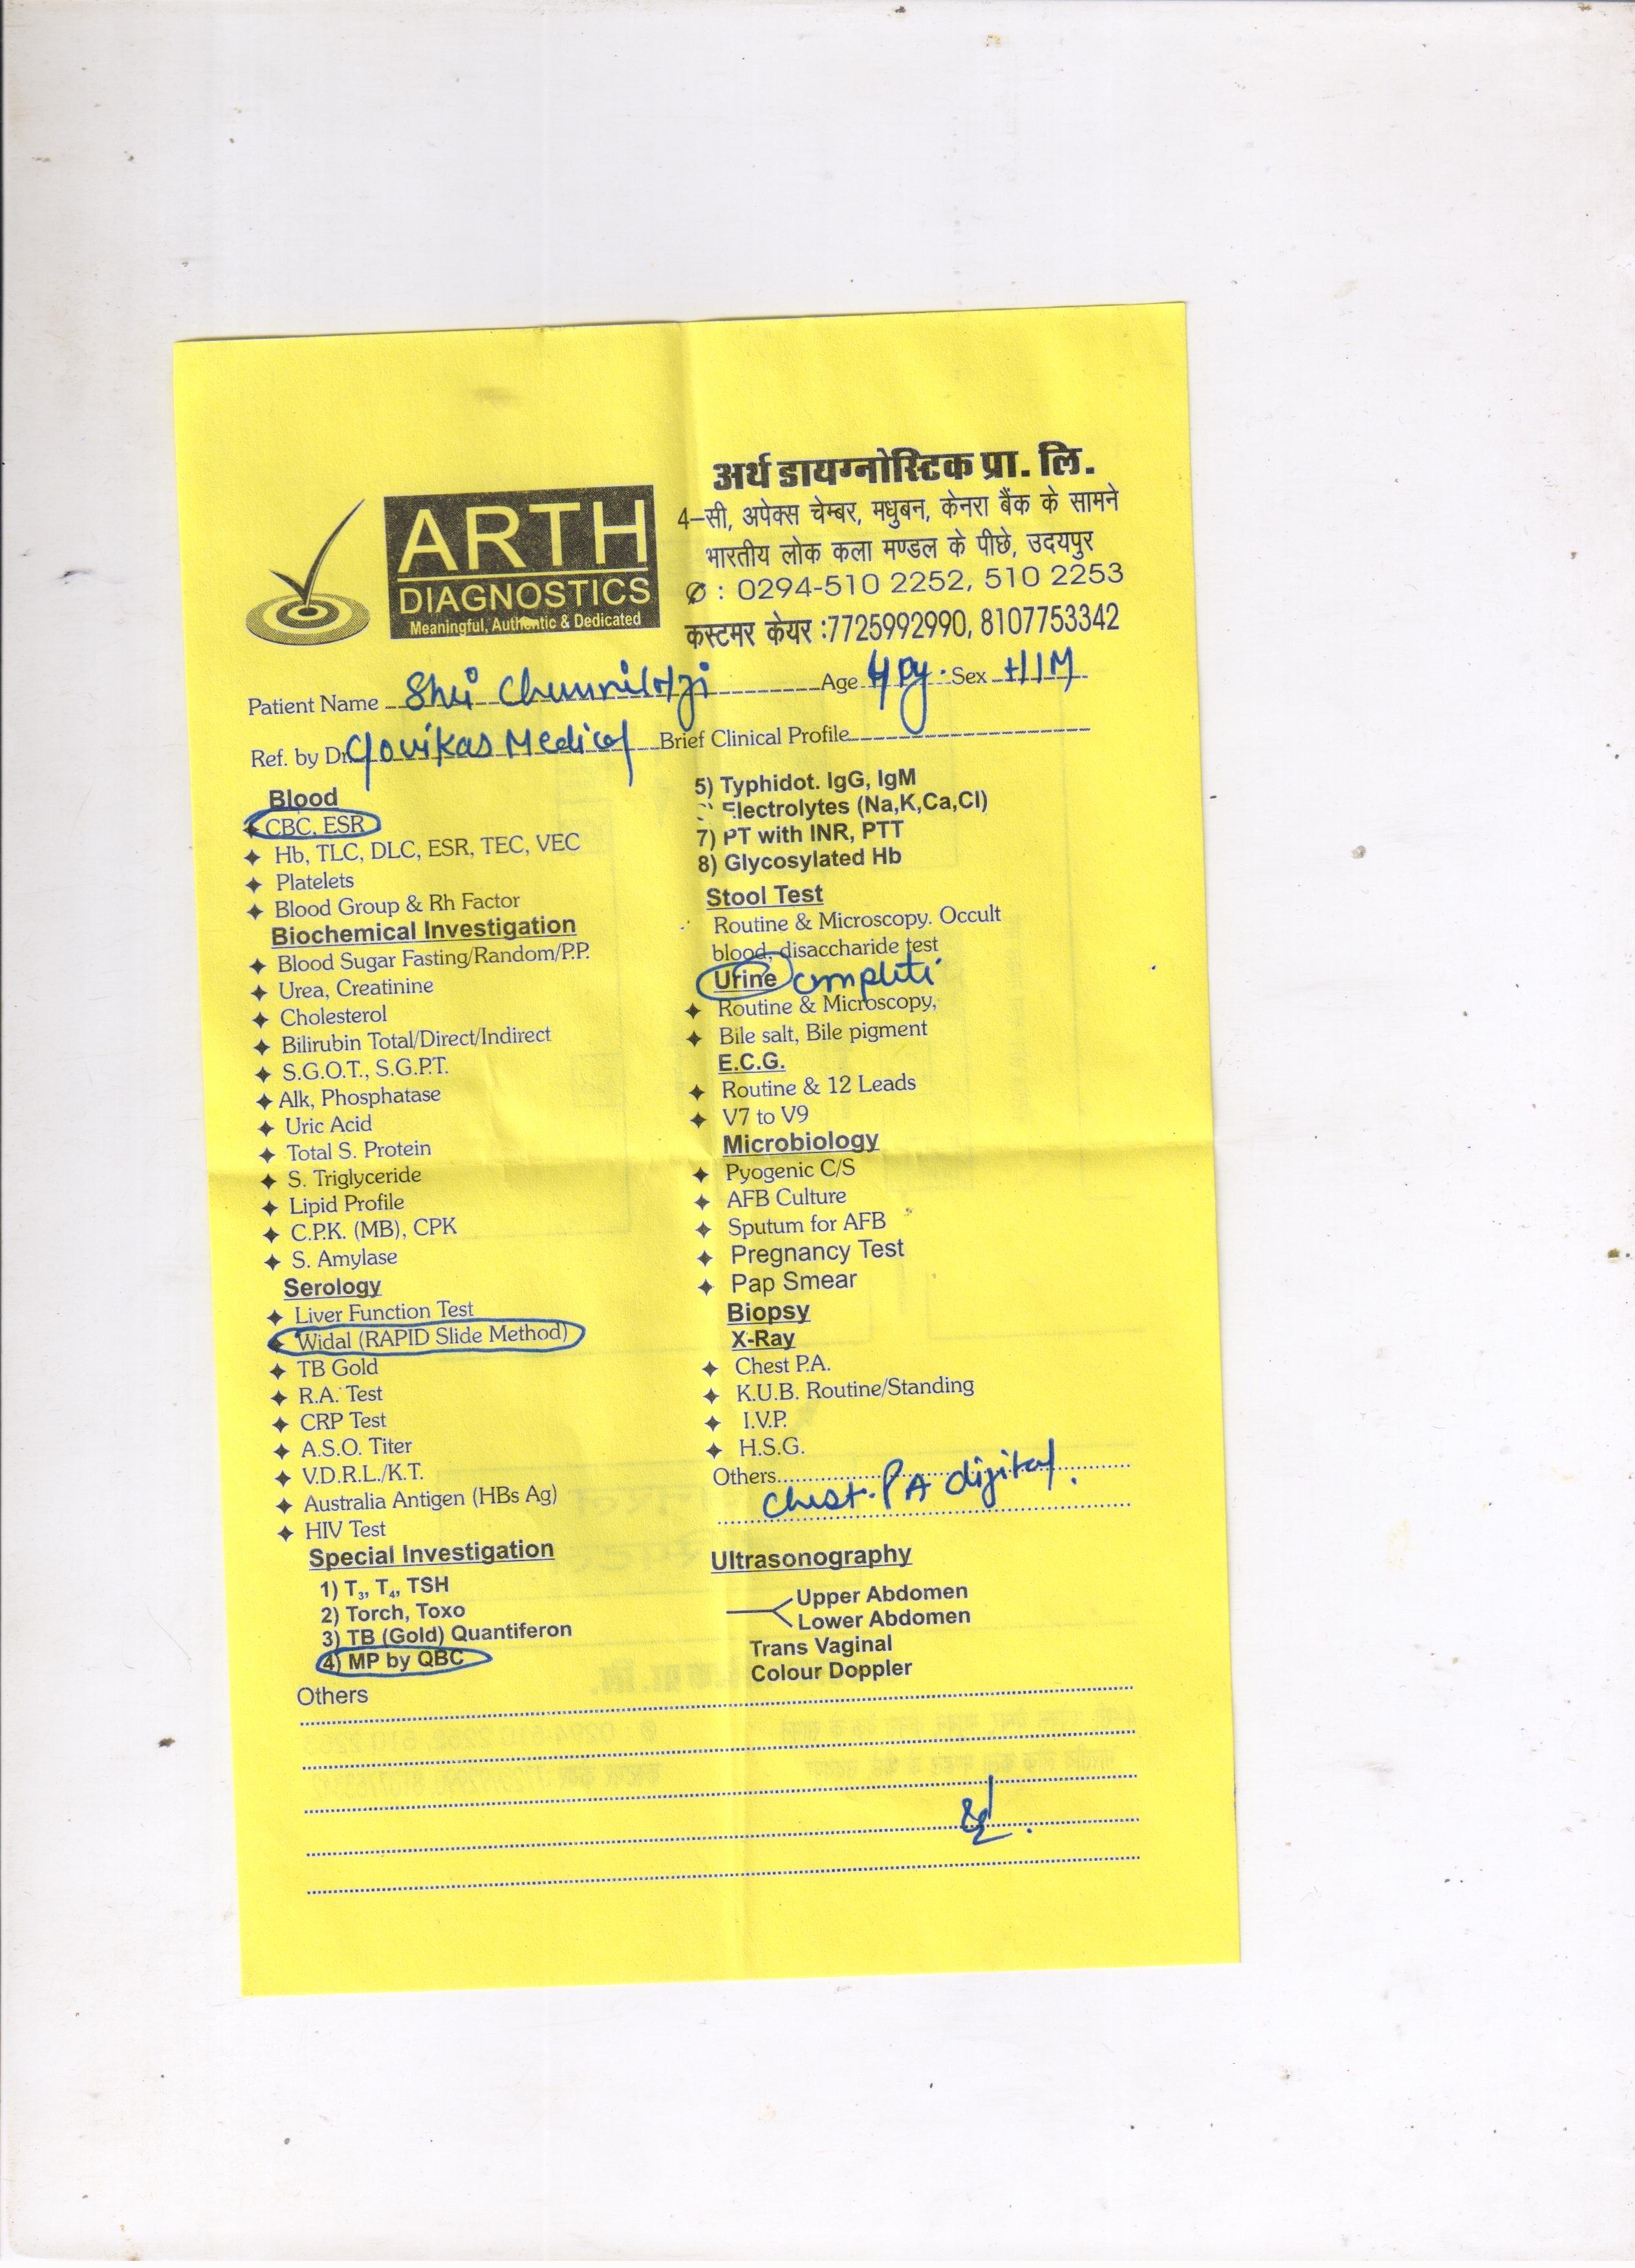 अर्थ डायग्नोस्टिक प्रा. लि.
4–सी, अपेक्स चेम्बर, मधुबन, केनरा बैंक के सामने
भारतीय लोक कला मण्डल के पीछे, उदयपुर
: 0294-510 2252, 510 2253
कस्टमर केयर :7725992990, 8107753342
ARTH
DIAGNOSTICS
Meaningful, Authentic & Dedicated
Patient Name Shri Age Sex M
Ref. by Dr. Medical Brief Clinical Profile
Blood
CBC, ESR
Hb, TLC, DLC, ESR, TEC, VEC
Platelets
Blood Group & Rh Factor
Biochemical Investigation
Blood Sugar Fasting/Random/P.P.
Urea, Creatinine
Cholesterol
Bilirubin Total/Direct/Indirect
S.G.O.T., S.G.P.T.
Alk, Phosphatase
Uric Acid
Total S. Protein
S. Triglyceride
Lipid Profile
C.P.K. (MB), CPK
S. Amylase
Serology
Liver Function Test
Widal (RAPID Slide Method)
TB Gold
R.A. Test
CRP Test
A.S.O. Titer
V.D.R.L./K.T.
Australia Antigen (HBs Ag)
HIV Test
Special Investigation
1) T3, T4, TSH
2) Torch, Toxo
3) TB (Gold) Quantiferon
4) MP by QBC
Others
5) Typhidot. IgG, IgM
Electrolytes (Na,K,Ca,Cl)
7) PT with INR, PTT
8) Glycosylated Hb
Stool Test
Routine & Microscopy. Occult
blood, disaccharide test
Urine complete
Routine & Microscopy,
Bile salt, Bile pigment
E.C.G.
Routine & 12 Leads
V7 to V9
Microbiology
Pyogenic C/S
AFB Culture
Sputum for AFB
Pregnancy Test
Pap Smear
Biopsy
X-Ray
Chest P.A.
K.U.B. Routine/Standing
I.V.P.
H.S.G.
Others
Chest. PA digital.
Ultrasonography
Upper Abdomen
Lower Abdomen
Trans Vaginal
Colour Doppler